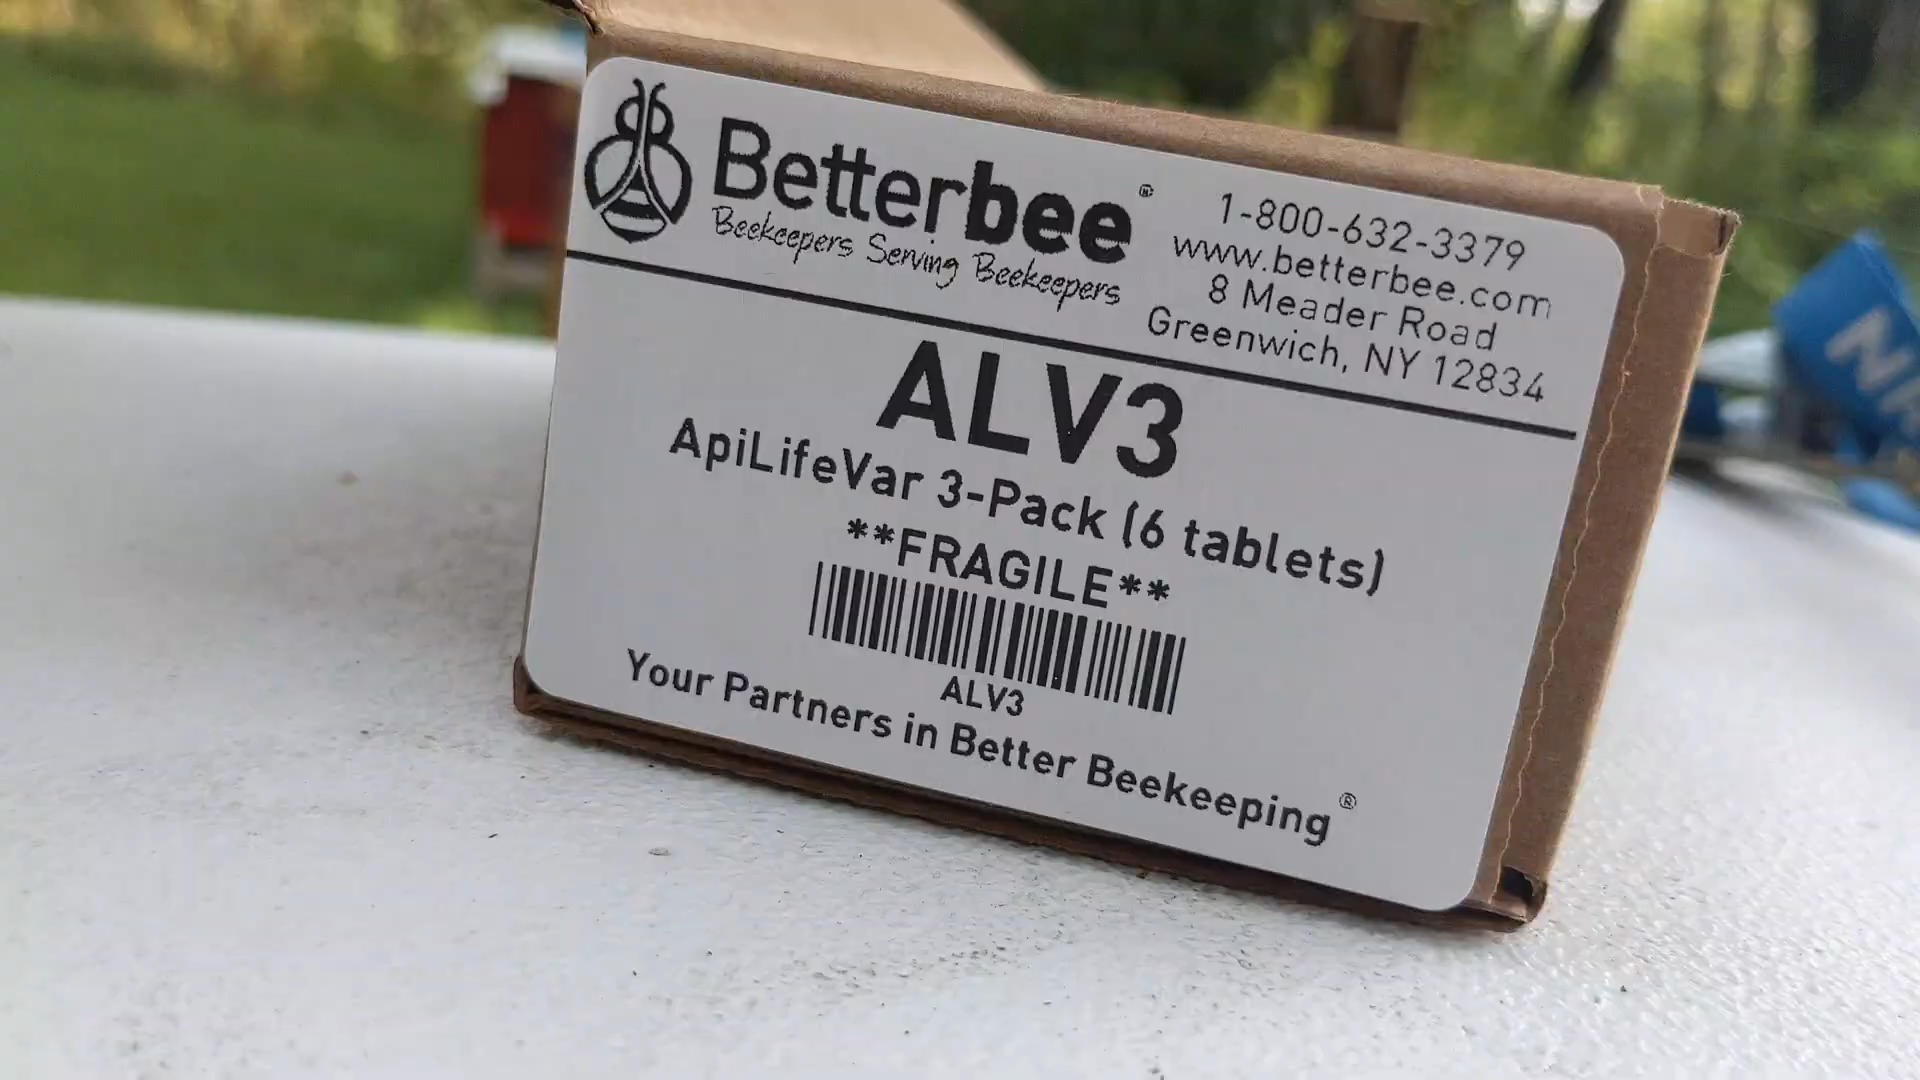 Betterbee®
Beekeepers Serving Beekeepers
1-800-632-3379
www.betterbee.com
8 Meader Road
Greenwich, NY 12834
ALV3
ApiLifeVar 3-Pack (6 tablets)
**FRAGILE**
ALV3
Your Partners in Better Beekeeping®